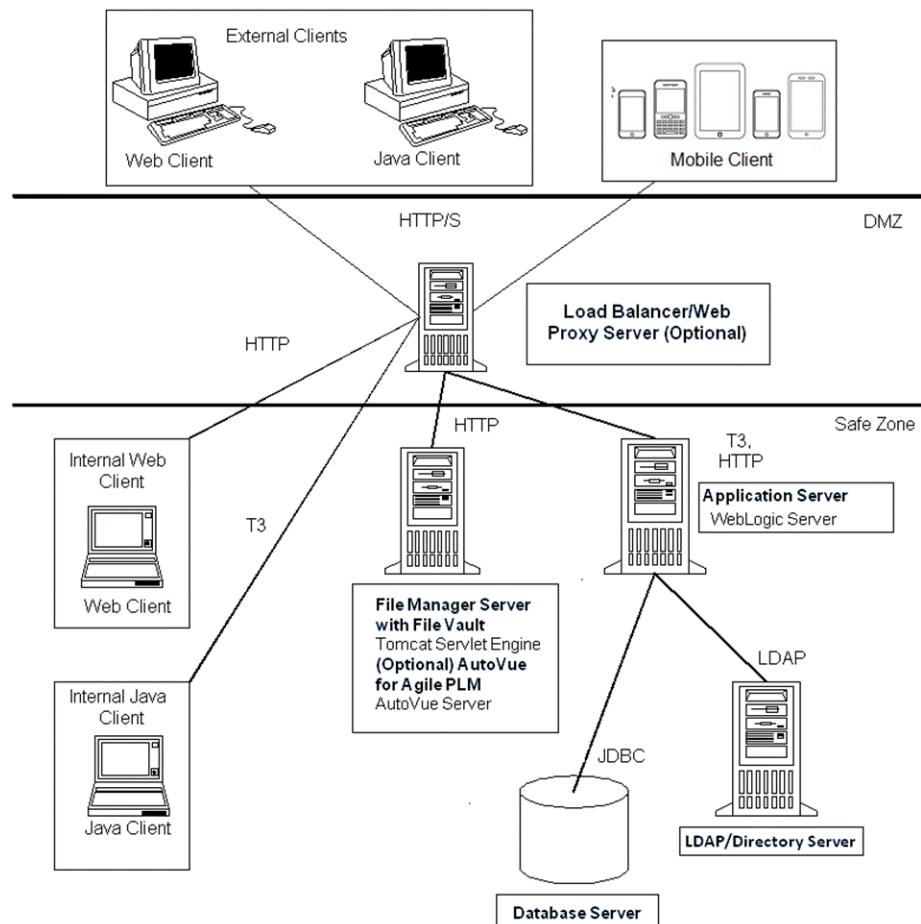 External Clients
Web Client
Java Client
Mobile Client
HTTP/S
DMZ
Load Balancer/Web
Proxy Server (Optional)
HTTP
Safe Zone
HTTP
T3,
HTTP
Internal Web
Client
Web Client
T3
Application Server
WebLogic Server
File Manager Server
with File Vault
Tomcat Servlet Engine
(Optional) AutoVue
for Agile PLM
AutoVue Server
LDAP
Internal Java
Client
Java Client
JDBC
LDAP/Directory Server
Database Server